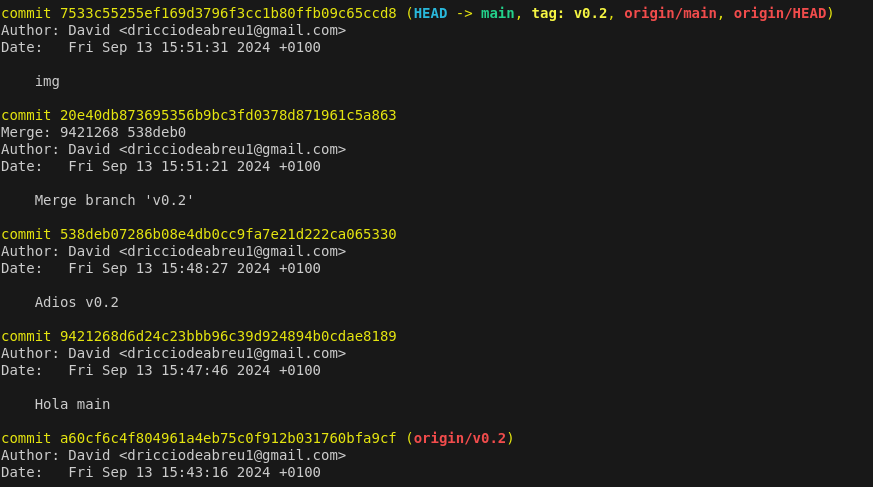 commit 7533c55255ef169d3796f3cc1b80ffb09c65ccd8 (HEAD -> main, tag: v0.2, origin/main, origin/HEAD)
Author: David <dricciodeabreu1@gmail.com>
Date:   Fri Sep 13 15:51:31 2024 +0100
img
commit 20e40db873695356b9bc3fd0378d871961c5a863
Merge: 9421268 538deb0
Author: David <dricciodeabreu1@gmail.com>
Date:   Fri Sep 13 15:51:21 2024 +0100
Merge branch 'v0.2'
commit 538deb07286b08e4db0cc9fa7e21d222ca065330
Author: David <dricciodeabreu1@gmail.com>
Date:   Fri Sep 13 15:48:27 2024 +0100
Adios v0.2
commit 9421268d6d24c23bbb96c39d924894b0cdae8189
Author: David <dricciodeabreu1@gmail.com>
Date:   Fri Sep 13 15:47:46 2024 +0100
Hola main
commit a60cf6c4f804961a4eb75c0f912b031760bfa9cf (origin/v0.2)
Author: David <dricciodeabreu1@gmail.com>
Date:   Fri Sep 13 15:43:16 2024 +0100